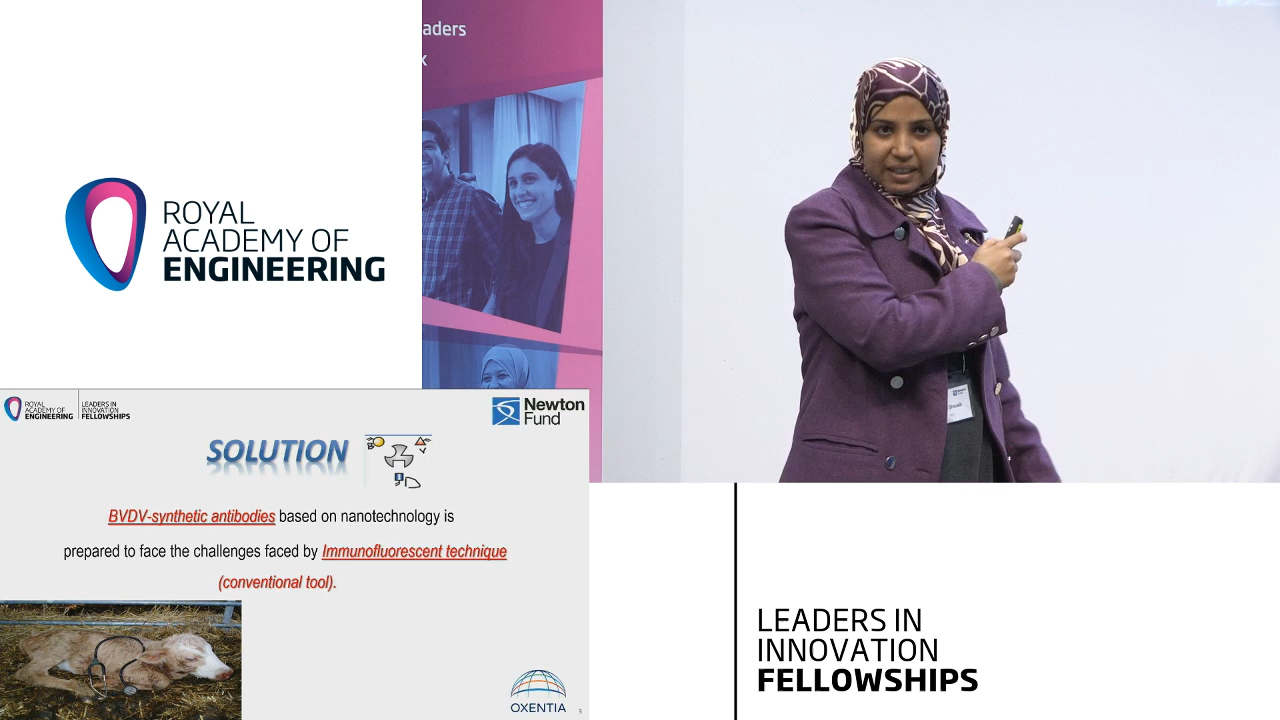 aders
x
ROYAL
ACADEMY OF
ENGINEERING
ROYAL
ACADEMY OF
ENGINEERING
LEADERS IN
INNOVATION
FELLOWSHIPS
Newton
Fund
SOLUTION
BVDV-synthetic antibodies based on nanotechnology is
prepared to face the challenges faced by Immunofluorescent technique
(conventional tool).
OXENTIA
3
LEADERS IN
INNOVATION
FELLOWSHIPS